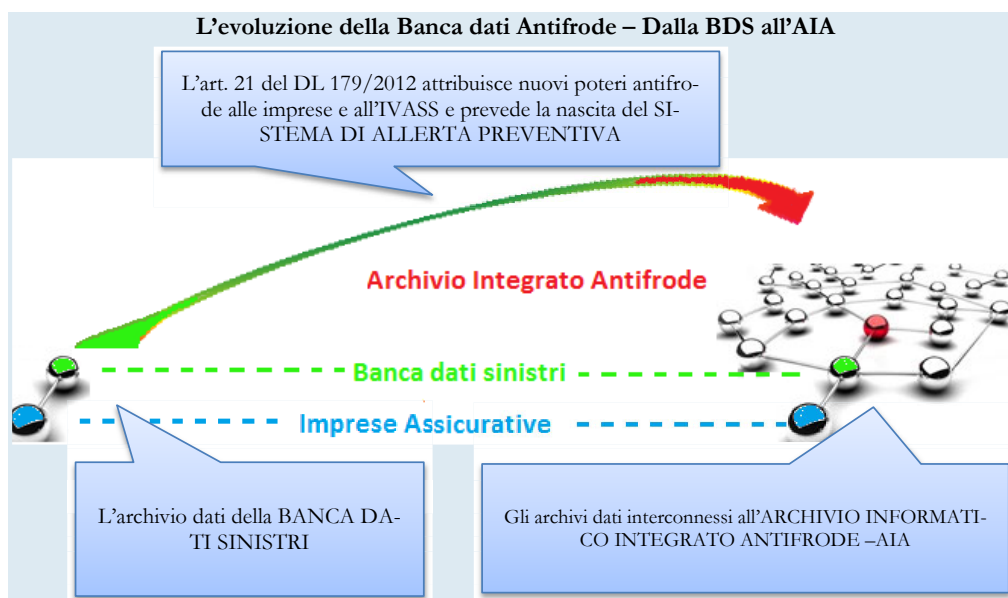 L'evoluzione della Banca dati Antifrode – Dalla BDS all'AIA
L'art. 21 del DL 179/2012 attribuisce nuovi poteri antifro-
de alle imprese e all'IVASS e prevede la nascita del SI-
STEMA DI ALLERTA PREVENTIVA
Archivio Integrato Antifrode
Banca dati sinistri
Imprese Assicurative
L'archivio dati della BANCA DA-
TI SINISTRI
Gli archivi dati interconnessi all'ARCHIVIO INFORMATI-
CO INTEGRATO ANTIFRODE –AIA